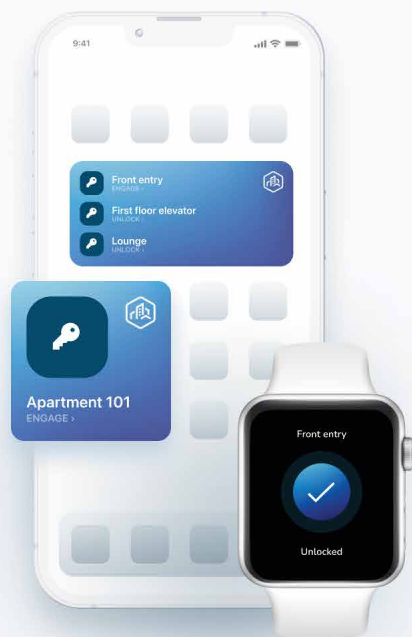 9:41
Front entry
ENGAGE ›
First floor elevator
UNLOCK ›
Lounge
UNLOCK ›
Apartment 101
ENGAGE ›
Front entry
Unlocked